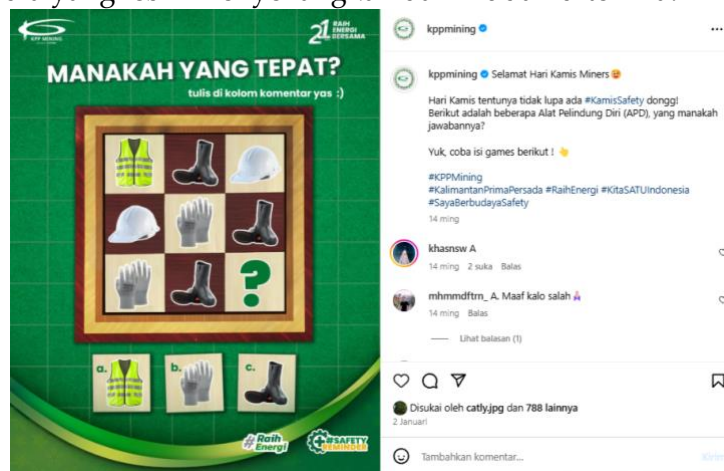 KPP MINING
21 RAIH
ENERGI
BERSAMA
MANAKAH YANG TEPAT?
tulis di kolom komentar yas :)
?
a.
b.
c.
# Raih
Energi
#SAFETY
REMINDER
kppmining
kppmining Selamat Hari Kamis Miners
Hari Kamis tentunya tidak lupa ada #KamisSafety dongg!
Berikut adalah beberapa Alat Pelindung Diri (APD), yang manakah
jawabannya?
Yuk, coba isi games berikut !
#KPPMining
#KalimantanPrimaPersada #RaihEnergi #KitaSATUIndonesia
#SayaBerbudayaSafety
14 ming
khasnsw A
14 ming 2 suka Balas
mhmmdftrn_ A. Maaf kalo salah
14 ming Balas
Lihat balasan (1)
Disukai oleh catly.jpg dan 788 lainnya
2 Januari
Tambahkan komentar...
Kirim